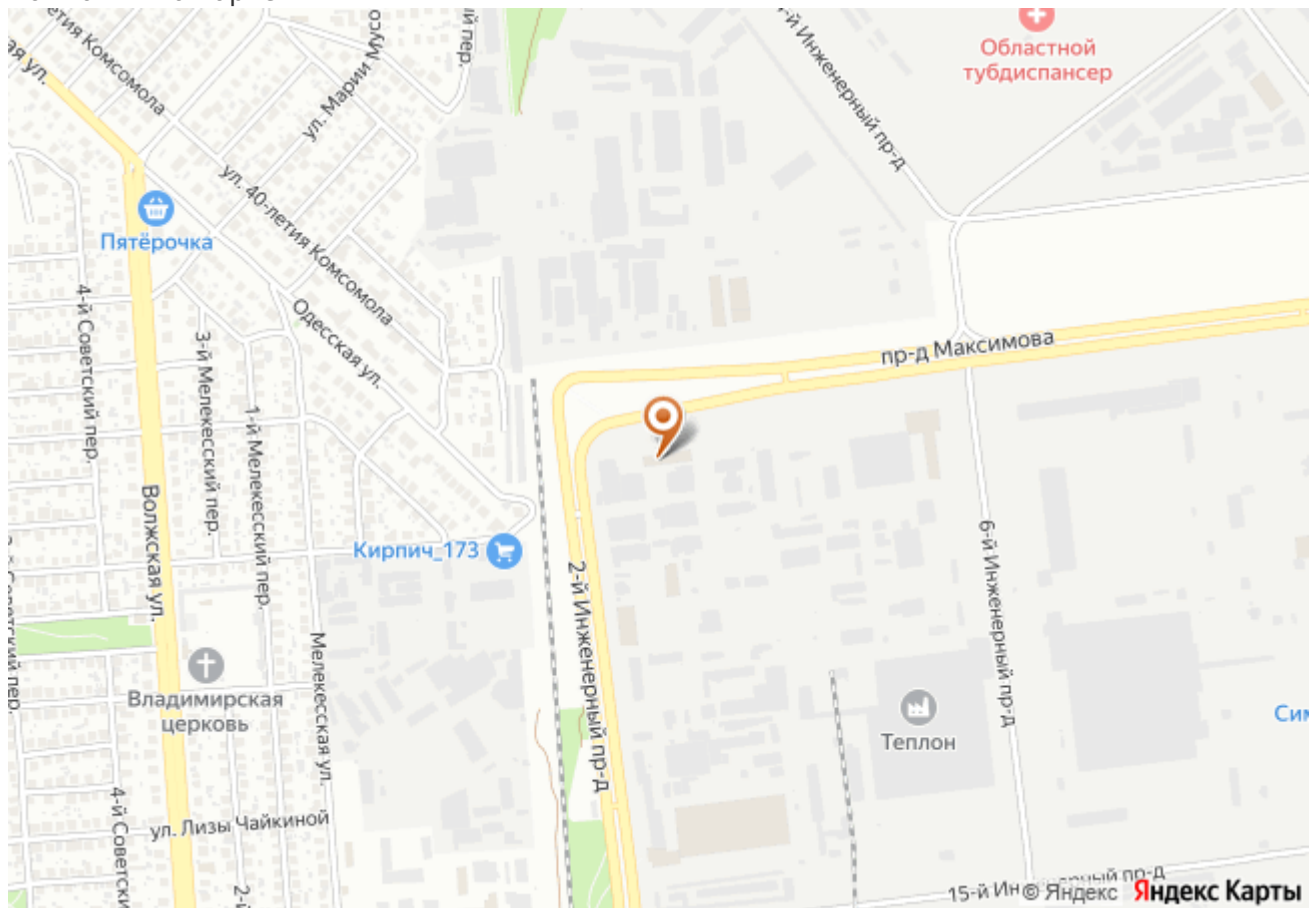 Областной
тубдиспансер
-й Инженерный пр-д
летия Комсомола
ая ул.
ул. Марии Мусо
й пер.
ул. 40-летия Комсомола
Пятёрочка
4-й Советский пер.
3-й Мелекесский пер.
1-й Мелекесский пер.
Одесская ул.
пр-д Максимова
Волжская ул.
Кирпич_173
2-й Инженерный пр-д
6-й Инженерный пр-д
Мелекесская ул.
Владимирская
церковь
Теплон
Сим
4-й Советски
ул. Лизы Чайкиной
2-й
© Яндекс Яндекс Карты